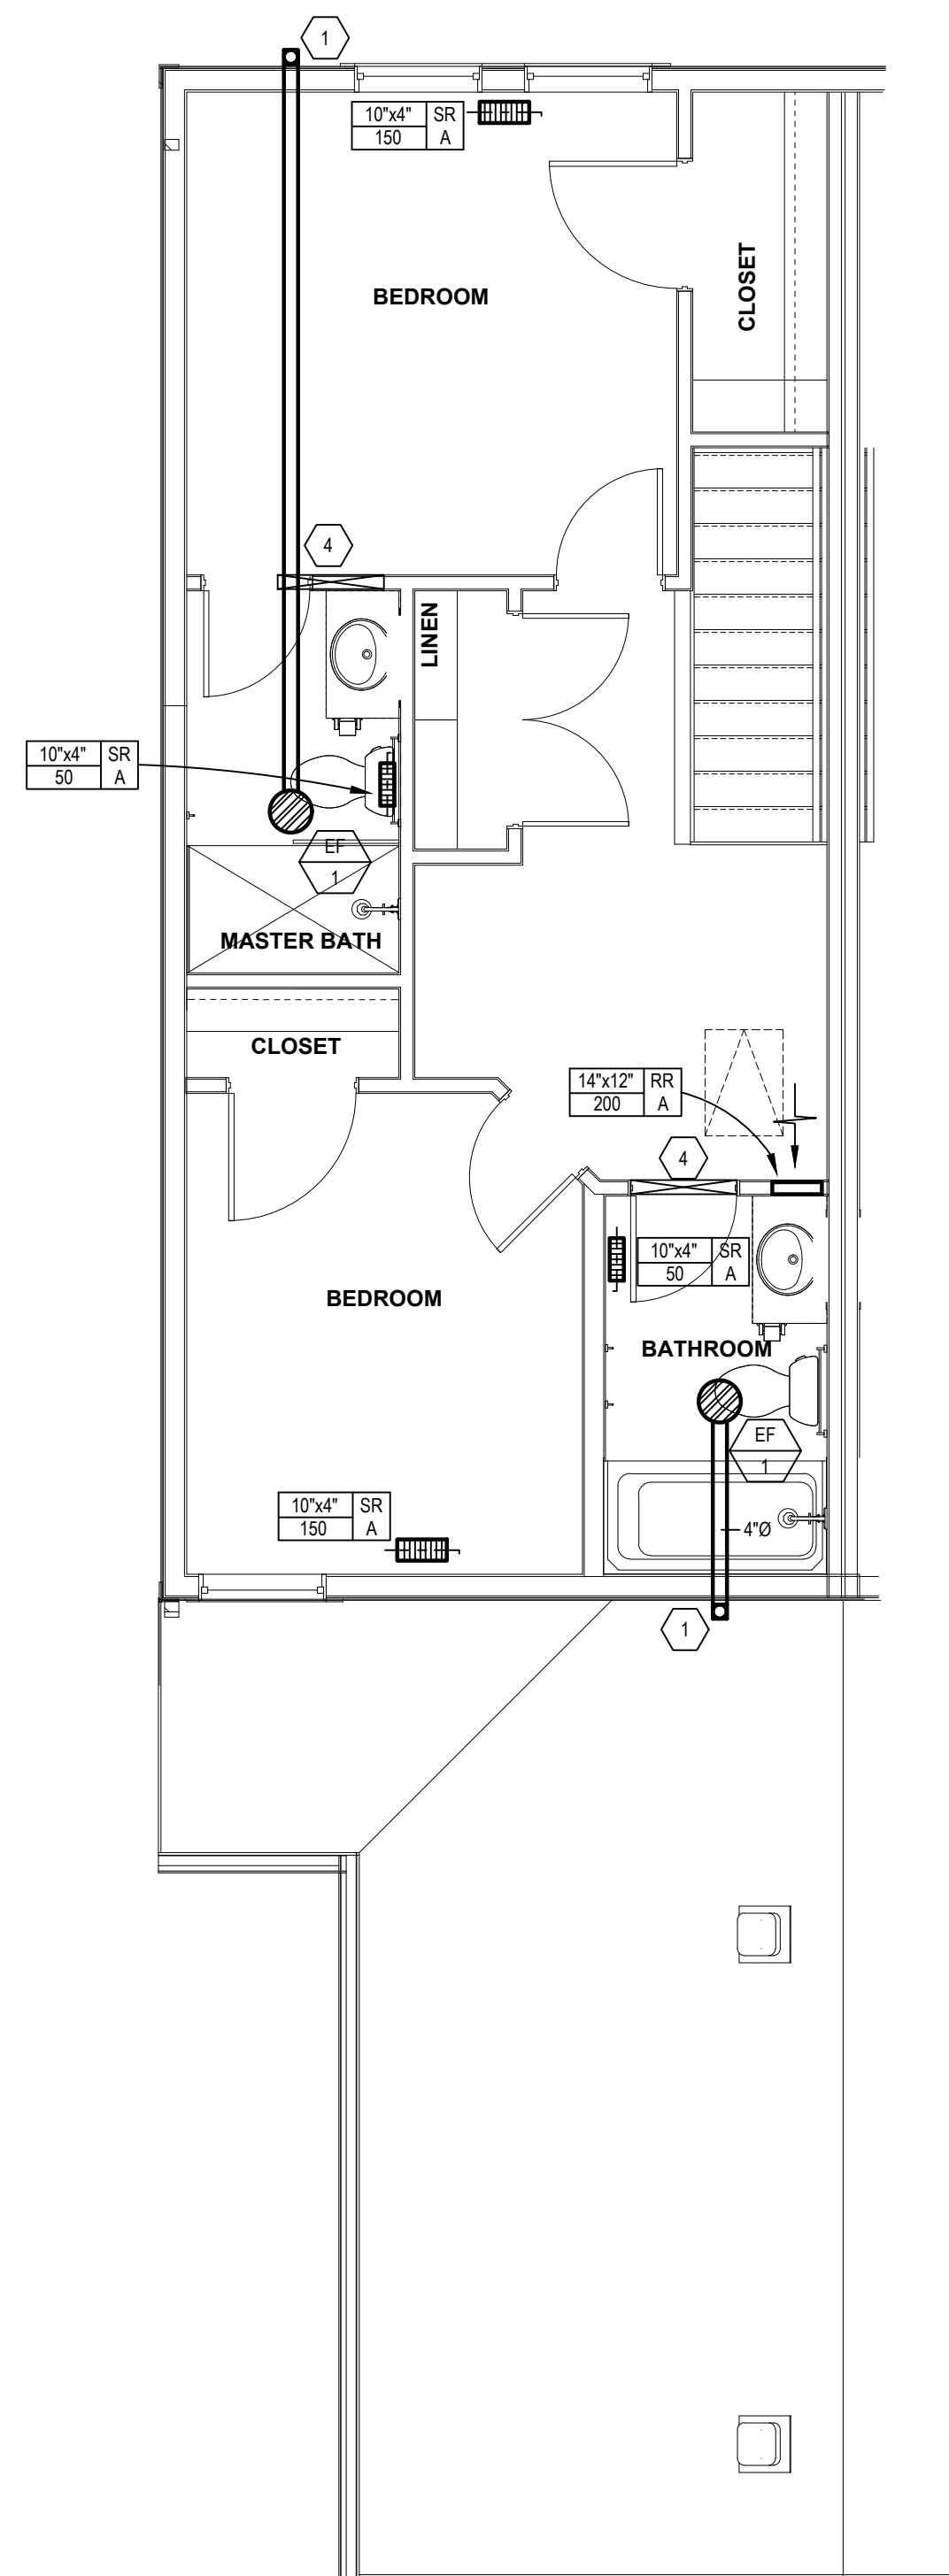 1
10"x4" SR
150 A
BEDROOM
CLOSET
4
LINEN
10"x4" SR
50 A
EF
1
MASTER BATH
CLOSET
14"x12" RR
200 A
4
10"x4" SR
50 A
BEDROOM
BATHROOM
EF
1
10"x4" SR
150 A
4"Ø
1